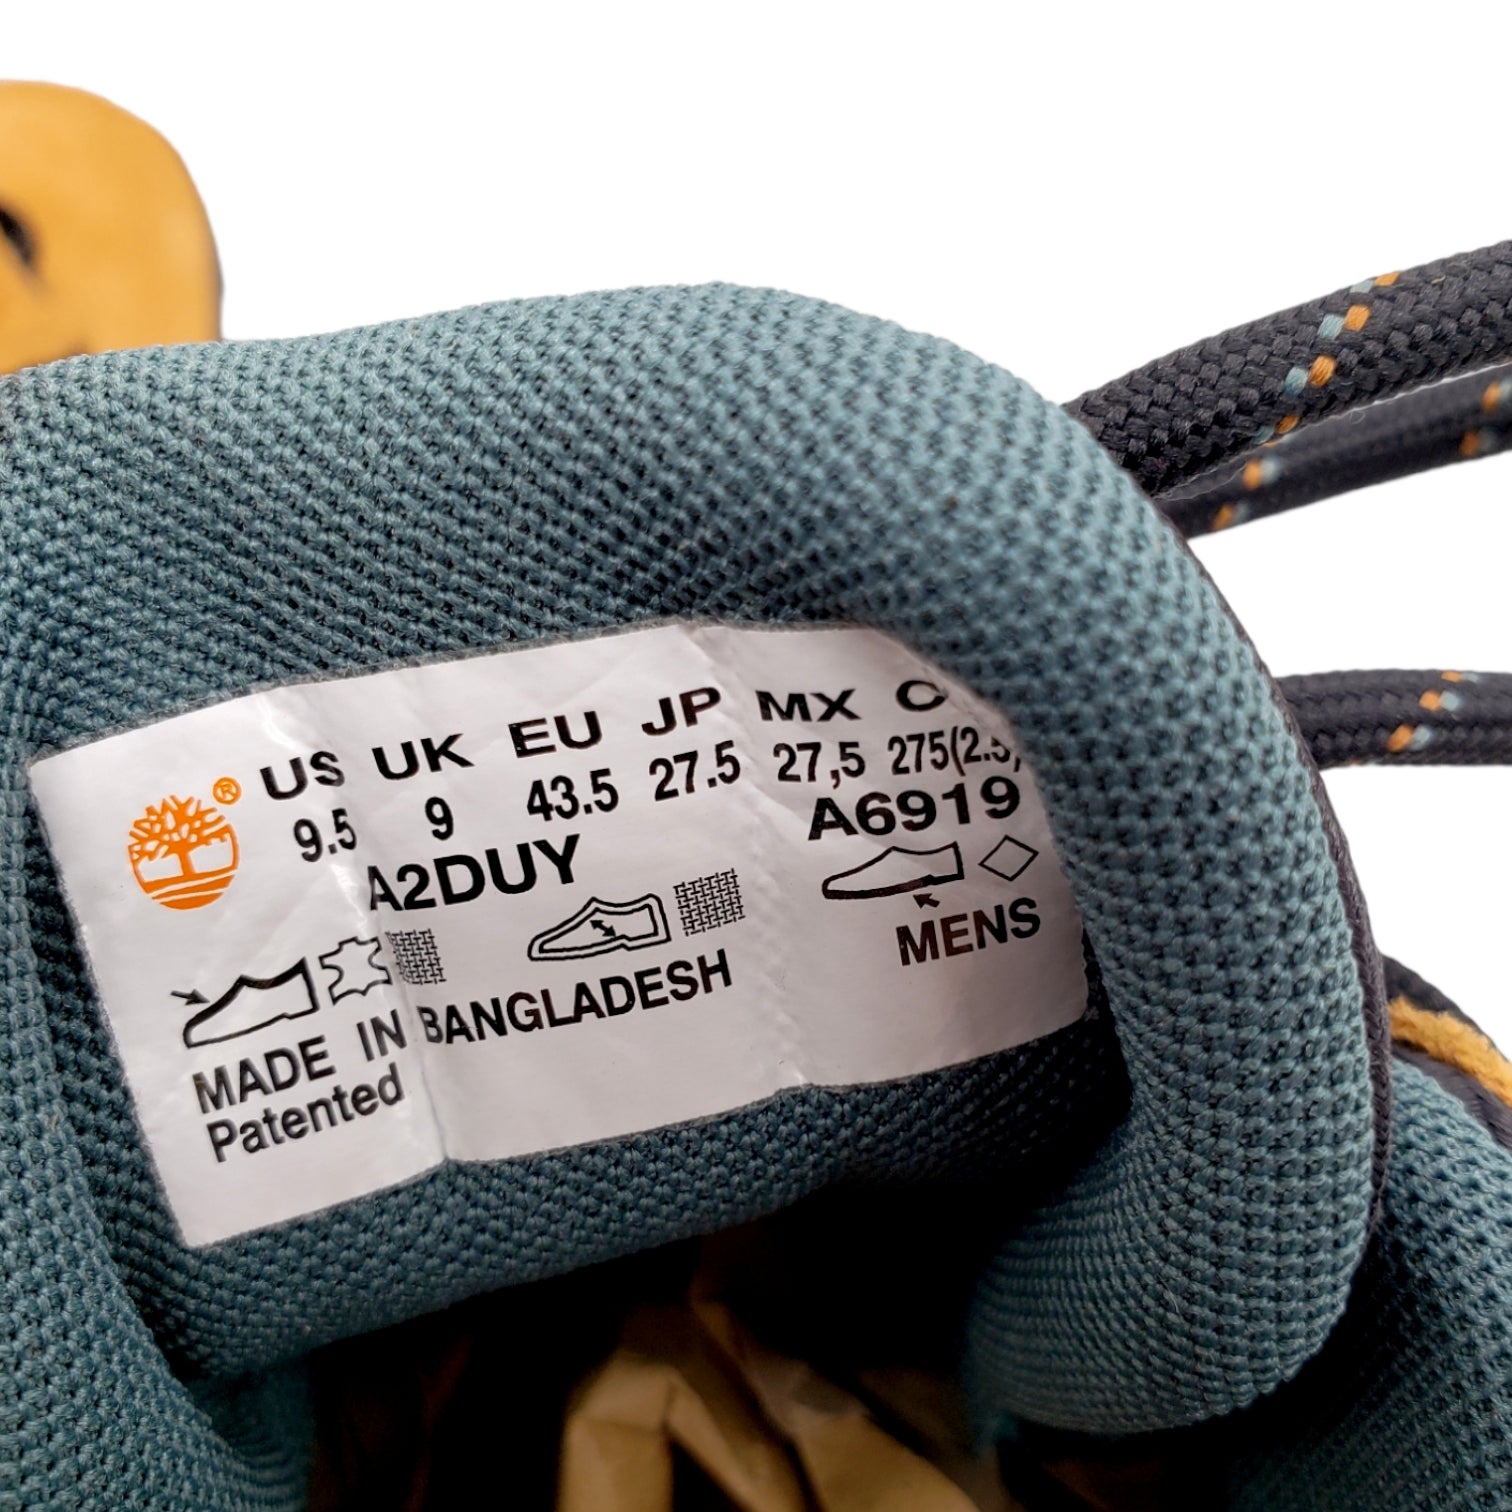 ® US UK EU JP MX C
9.5 9 43.5 27.5 27,5 275(2.5)
A2DUY A6919
MENS
MADE IN BANGLADESH
Patented